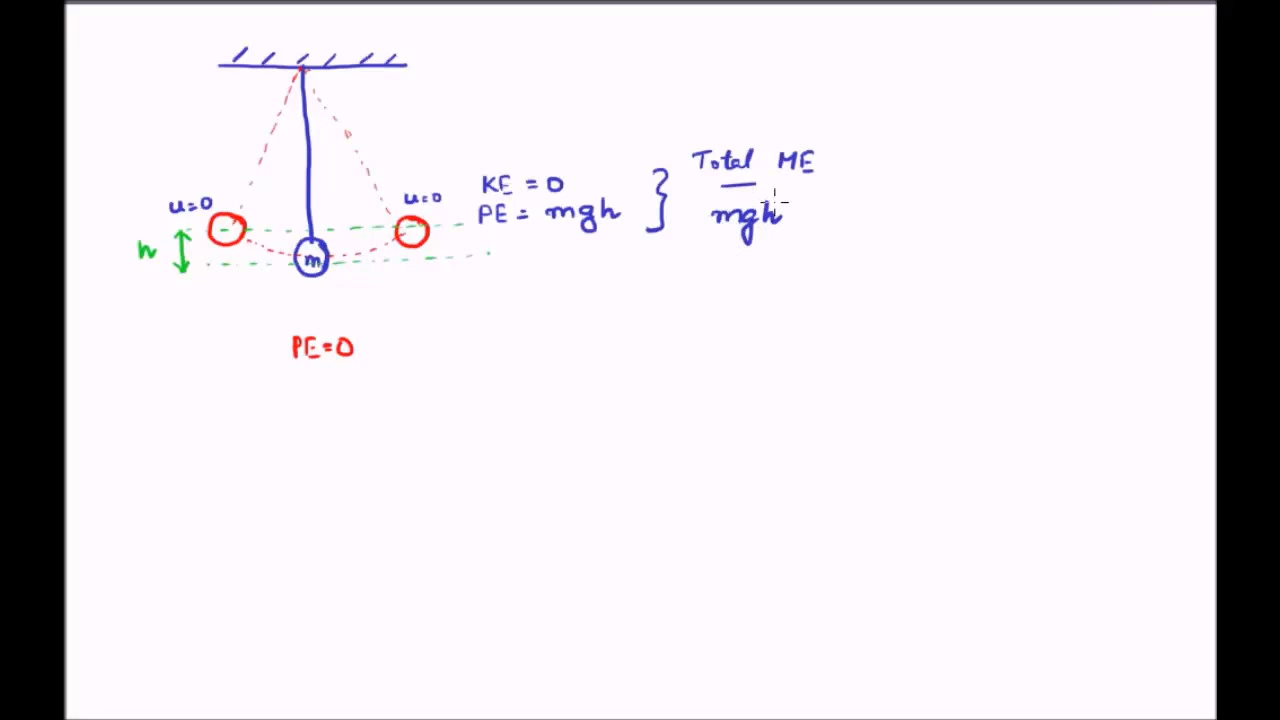 Total ME
KE = 0
PE = mgh
mgh
u=0
u=0
h
m
PE=0